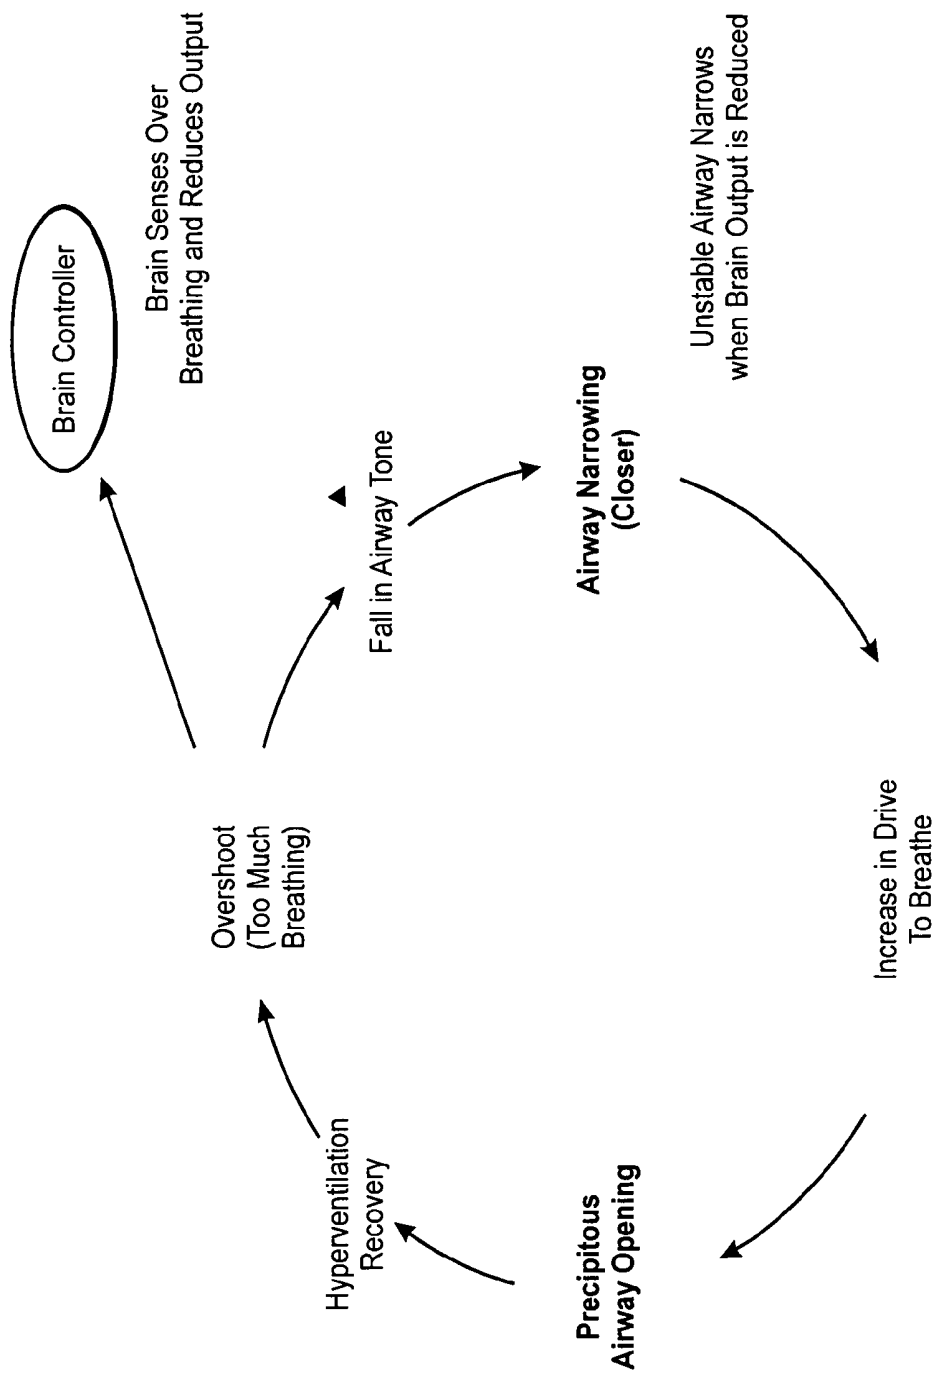 Brain Controller
Brain Senses Over
Breathing and Reduces Output
Overshoot
(Too Much
Breathing)
Fall in Airway Tone
Airway Narrowing
(Closer)
Unstable Airway Narrows
when Brain Output is Reduced
Increase in Drive
To Breathe
Precipitous
Airway Opening
Hyperventilation
Recovery